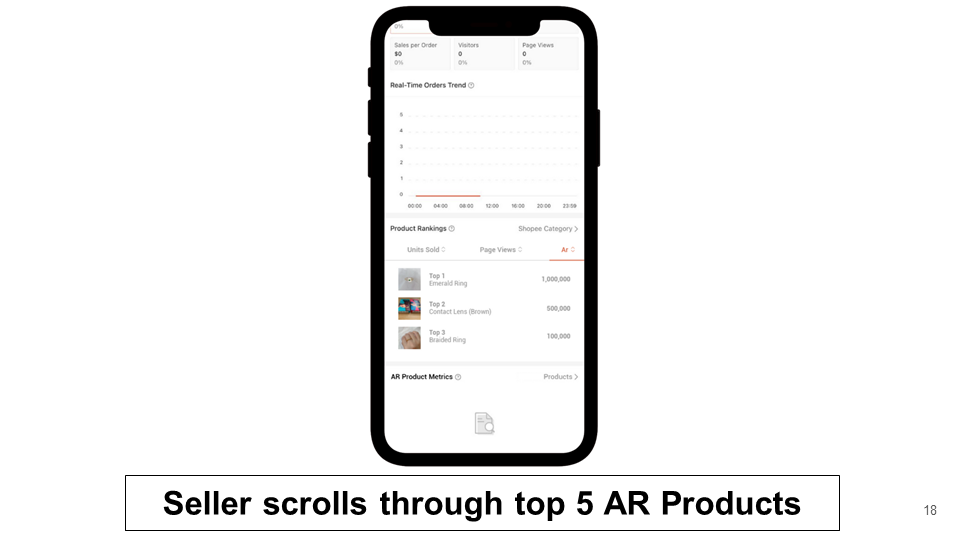 0%
Sales per Order Visitors Page Views
$0 0 0
0% 0% 0%
Real-Time Orders Trend ?
5
4
3
2
1
0
00:00 04:00 08:00 12:00 16:00 20:00 23:59
Product Rankings ? Shopee Category >
Units Sold Page Views Ar
Top 1
Emerald Ring 1,000,000
Top 2
Contact Lens (Brown) 500,000
Top 3
Braided Ring 100,000
AR Product Metrics ? Products >
Seller scrolls through top 5 AR Products
18